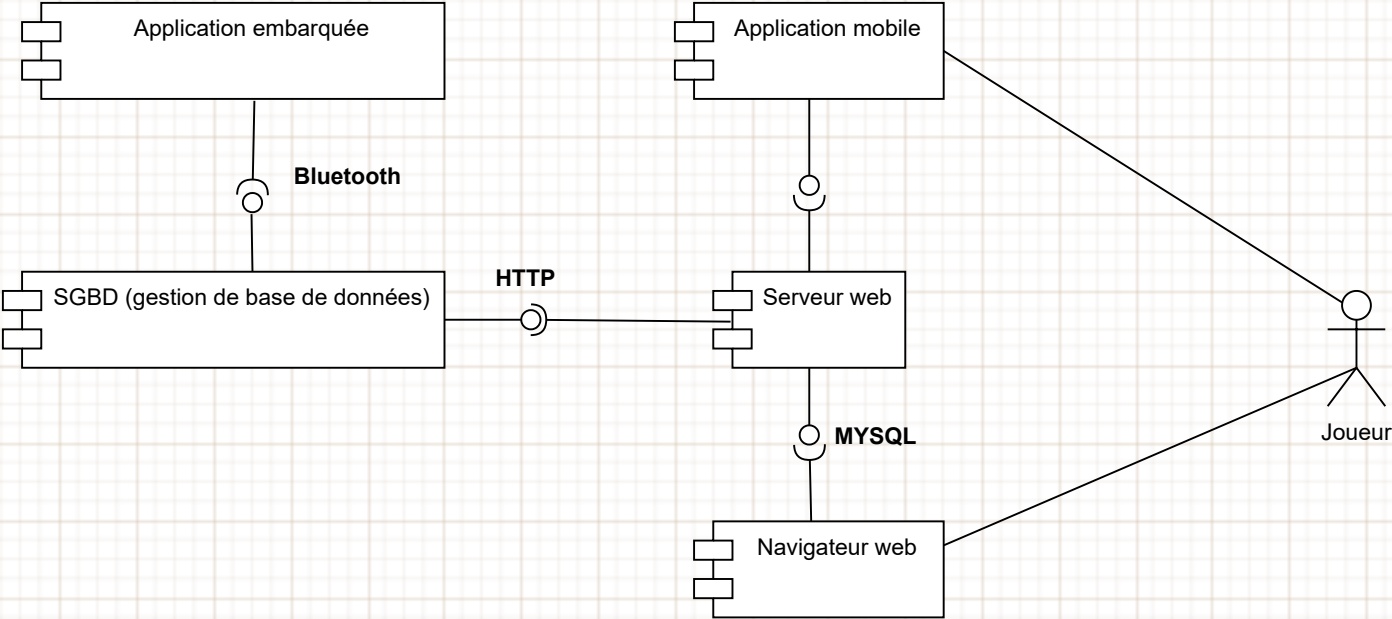 Application embarquée
Application mobile
Bluetooth
HTTP
SGBD (gestion de base de données)
Serveur web
Joueur
MYSQL
Navigateur web